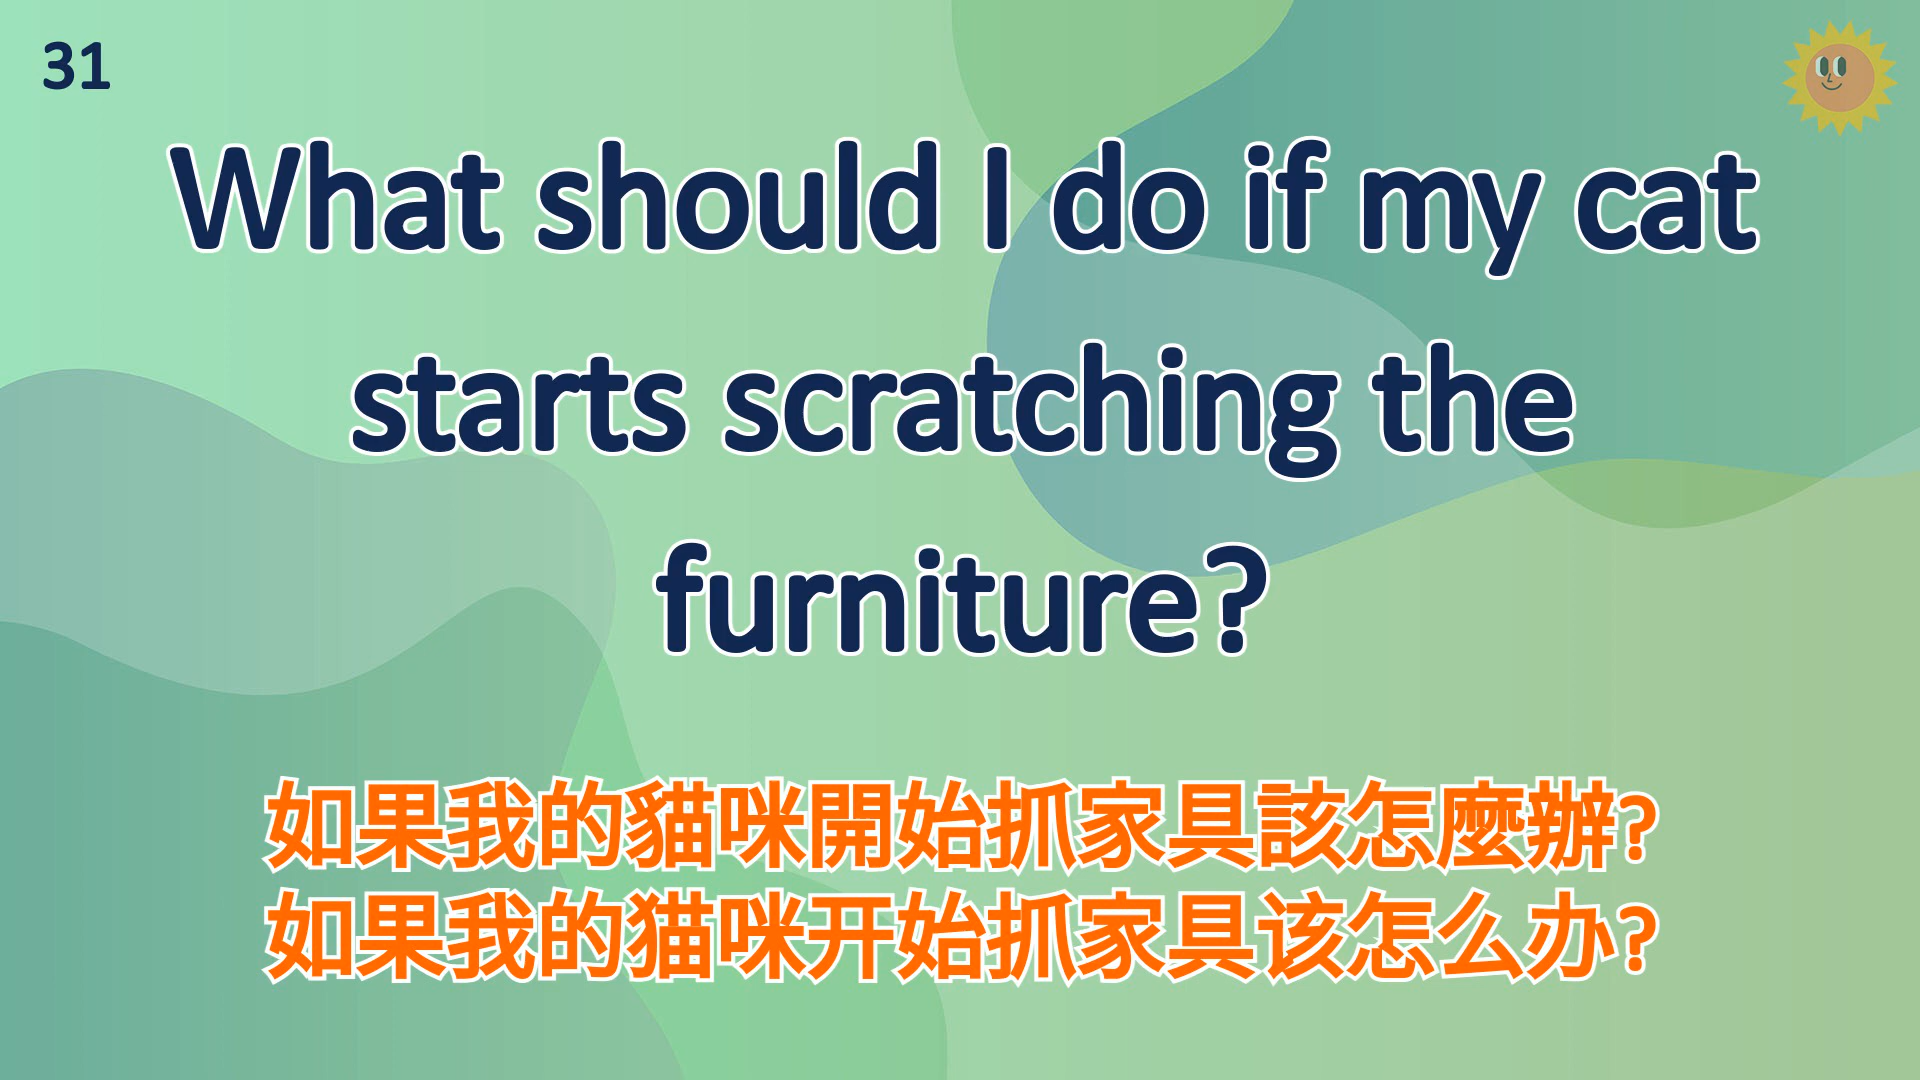 31
What should I do if my cat
starts scratching the
furniture?
如果我的貓咪開始抓家具該怎麼辦?
如果我的猫咪开始抓家具该怎么办?